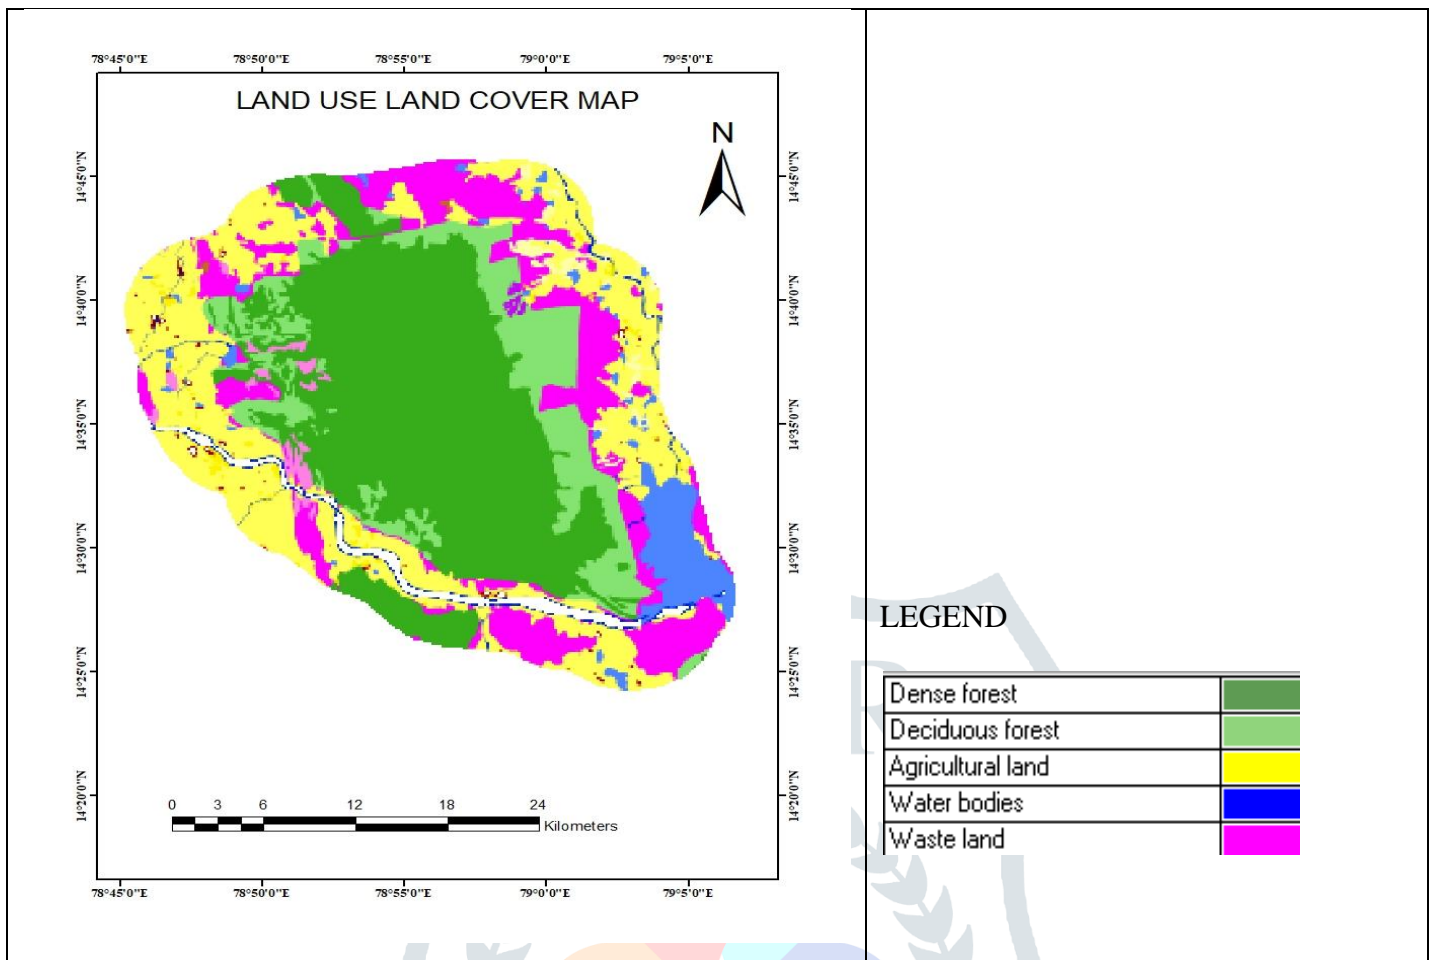 78°45'0"E 78°50'0"E 78°55'0"E 79°0'0"E 79°5'0"E
LAND USE LAND COVER MAP
N
14°45'0"N 14°45'0"N
14°40'0"N 14°40'0"N
14°35'0"N 14°35'0"N
14°30'0"N 14°30'0"N
14°25'0"N 14°25'0"N
14°20'0"N 14°20'0"N
0 3 6 12 18 24
Kilometers
78°45'0"E 78°50'0"E 78°55'0"E 79°0'0"E 79°5'0"E
LEGEND
Dense forest
Deciduous forest
Agricultural land
Water bodies
Waste land